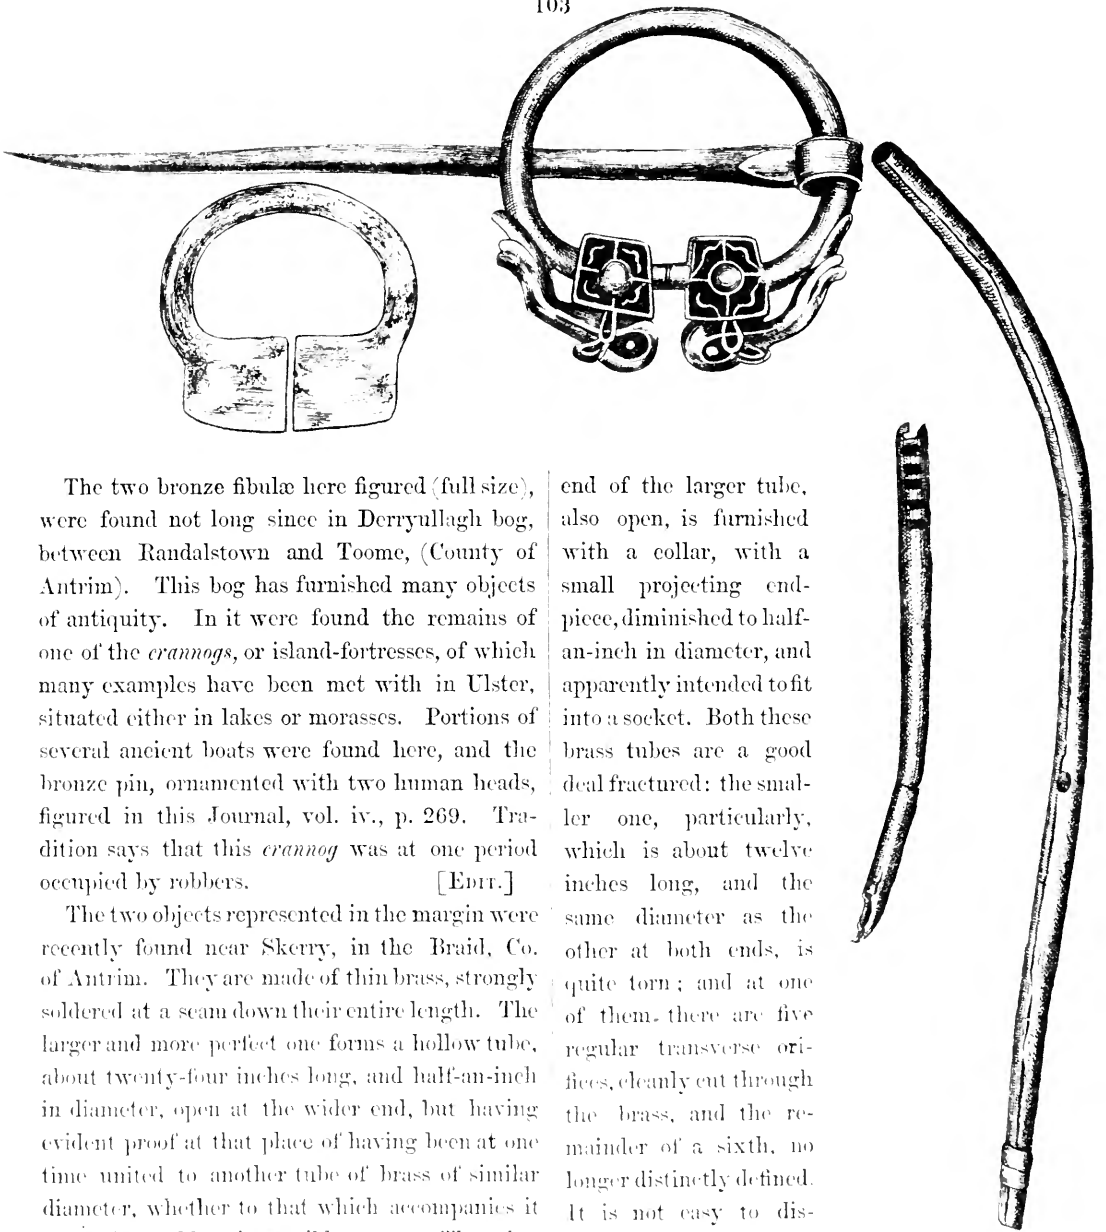 103
The two bronze fibulæ here figured (full size),
were found not long since in Derryullagh bog,
between Randalstown and Toome, (County of
Antrim). This bog has furnished many objects
of antiquity. In it were found the remains of
one of the crannogs, or island-fortresses, of which
many examples have been met with in Ulster,
situated either in lakes or morasses. Portions of
several ancient boats were found here, and the
bronze pin, ornamented with two human heads,
figured in this Journal, vol. iv., p. 269. Tra-
dition says that this crannog was at one period
occupied by robbers. [EDIT.]
The two objects represented in the margin were
recently found near Skerry, in the Braid, Co.
of Antrim. They are made of thin brass, strongly
soldered at a seam down their entire length. The
larger and more perfect one forms a hollow tube,
about twenty-four inches long, and half-an-inch
in diameter, open at the wider end, but having
evident proof at that place of having been at one
time united to another tube of brass of similar
diameter, whether to that which accompanies it
end of the larger tube,
also open, is furnished
with a collar, with a
small projecting end-
piece, diminished to half-
an-inch in diameter, and
apparently intended to fit
into a socket. Both these
brass tubes are a good
deal fractured: the smal-
ler one, particularly,
which is about twelve
inches long, and the
same diameter as the
other at both ends, is
quite torn; and at one
of them, there are five
regular transverse ori-
fices, cleanly cut through
the brass, and the re-
mainder of a sixth, no
longer distinctly defined.
It is not easy to dis-